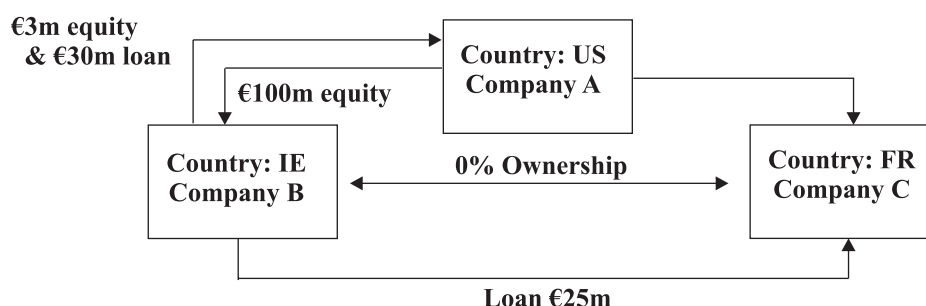 €3m equity
& €30m loan
Country: US
Company A
€100m equity
Country: IE
Company B
0% Ownership
Country: FR
Company C
Loan €25m